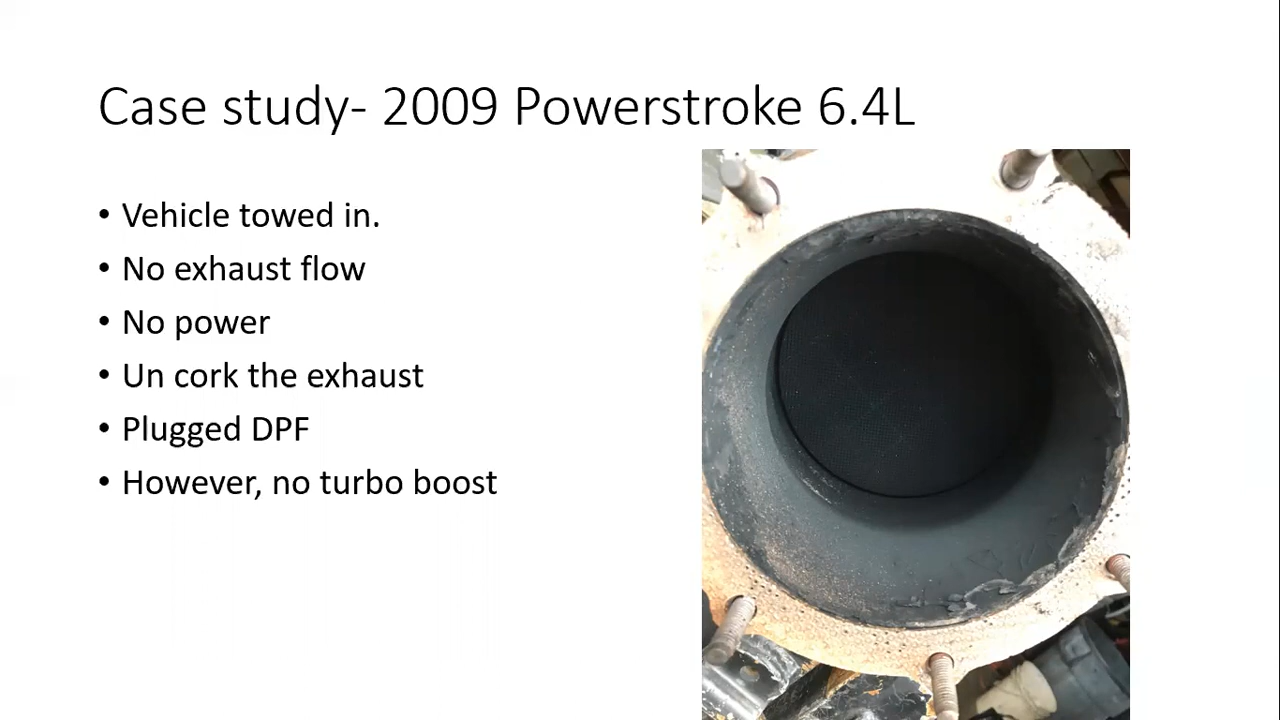 Case study- 2009 Powerstroke 6.4L
• Vehicle towed in.
• No exhaust flow
• No power
• Un cork the exhaust
• Plugged DPF
• However, no turbo boost